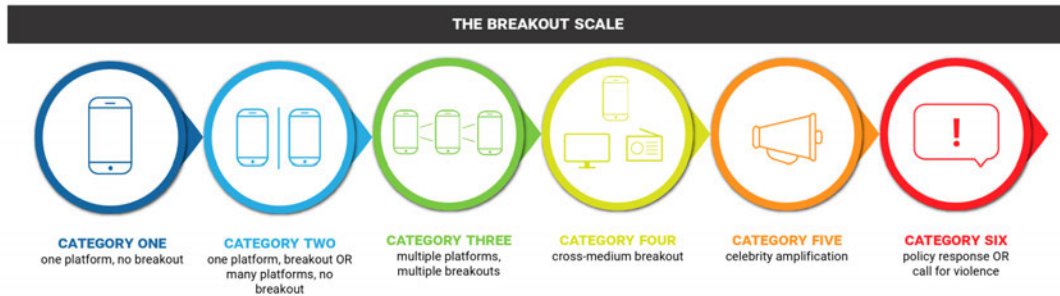 THE BREAKOUT SCALE
CATEGORY ONE
one platform, no breakout
CATEGORY TWO
one platform, breakout OR
many platforms, no
breakout
CATEGORY THREE
multiple platforms,
multiple breakouts
CATEGORY FOUR
cross-medium breakout
CATEGORY FIVE
celebrity amplification
!
CATEGORY SIX
policy response OR
call for violence